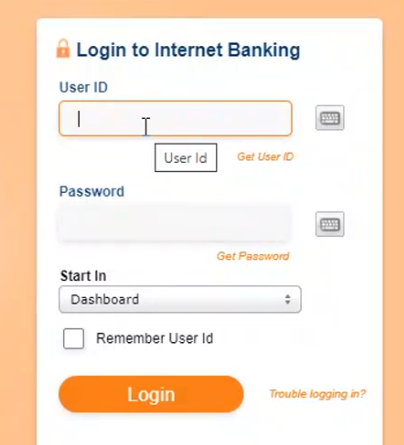 Login to Internet Banking
User ID
User Id
Get User ID
Password
Get Password
Start In
Dashboard
Remember User Id
Login
Trouble logging in?